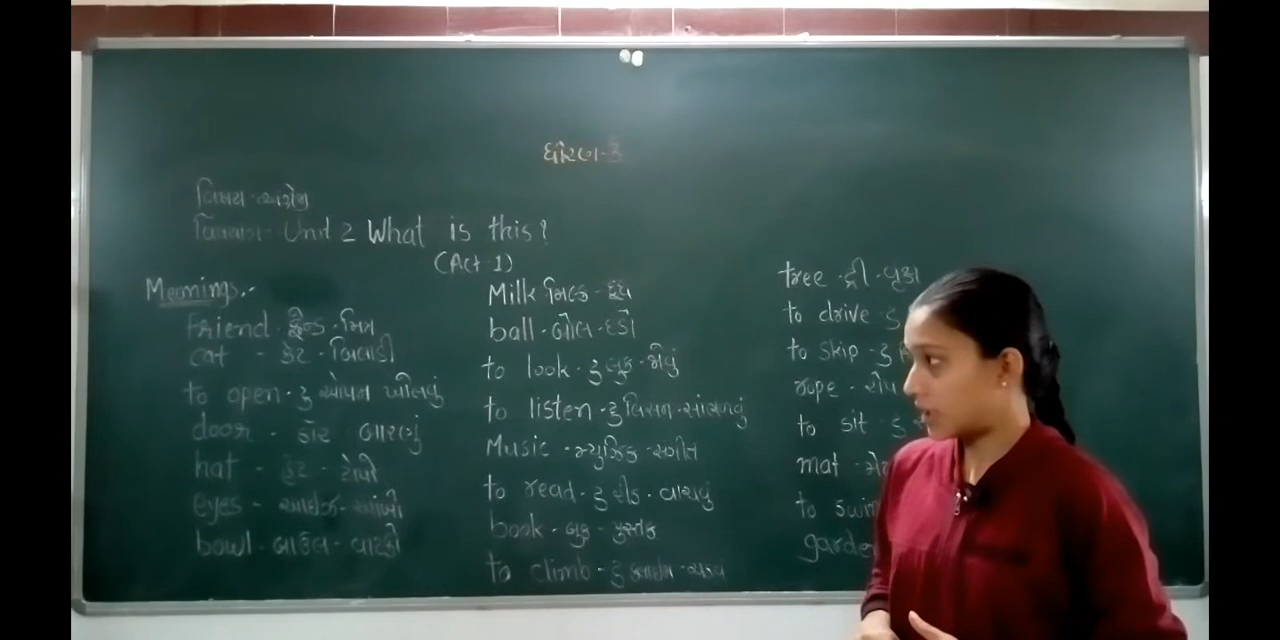 ધોરણ-૩
વિષય-અંગ્રેજી
વિભાગ- Unit 2 What is this?
(Act-1)
Meanings:-
Friend - ફ્રેન્ડ - મિત્ર
cat - કેટ - બિલાડી
to open - ટુ ઓપન ખોલવું
door - ડોર બારણું
hat - હેટ - ટોપી
eyes - આઇઝ - આંખો
bowl - બાઉલ - વાટકો
Milk મિલ્ક - દૂધ
ball - બોલ - દડો
to look - ટુ લુક - જોવું
to listen - ટુ લિસન - સાંભળવું
Music - મ્યુઝિક - સંગીત
to read - ટુ રીડ - વાચવું
book - બુક - પુસ્તક
to climb - ટુ ક્લાઇમ
tree - ટ્રી - વૃક્ષ
to drive - ટુ
to skip - ટુ
rope - રોપ
to sit - ટુ
mat - મેટ
to swim
garden